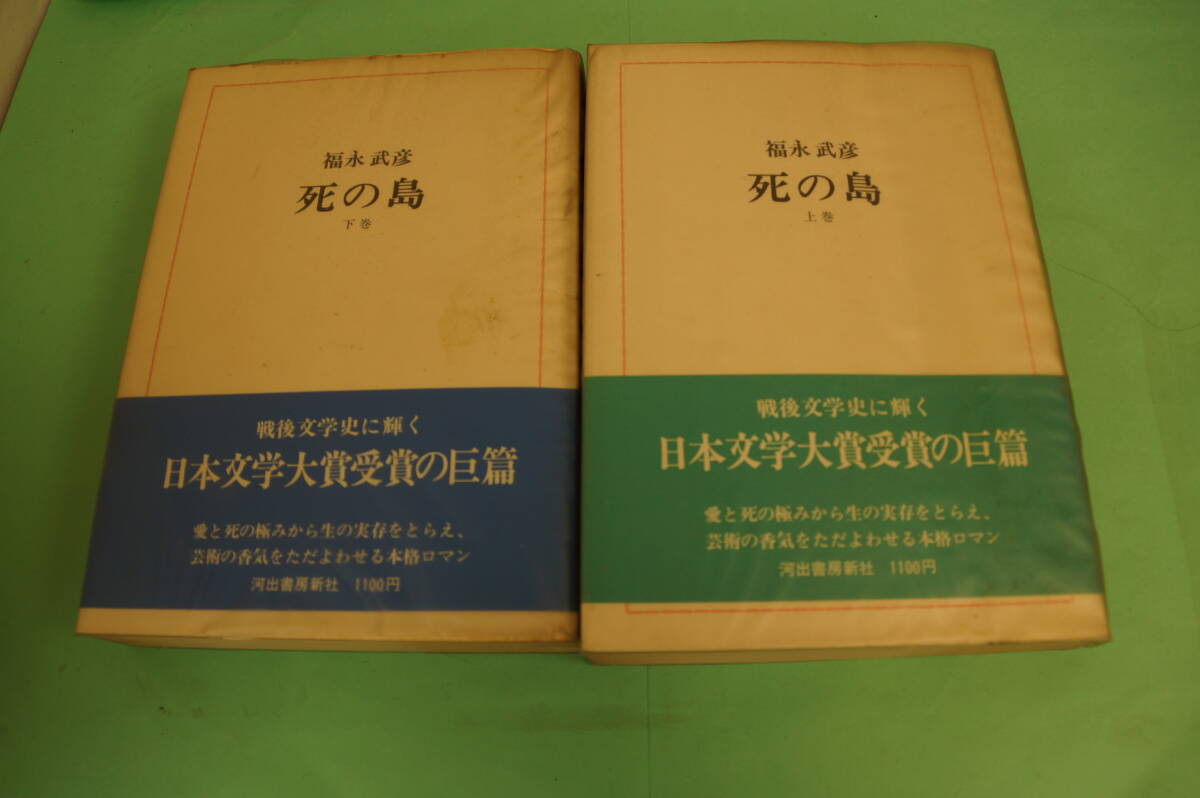 福永武彦
死の島
下巻
戦後文学史に輝く
日本文学大賞受賞の巨篇
愛と死の極みから生の実存をとらえ、
芸術の香気をただよわせる本格ロマン
河出書房新社 1100円
福永武彦
死の島
上巻
戦後文学史に輝く
日本文学大賞受賞の巨篇
愛と死の極みから生の実存をとらえ、
芸術の香気をただよわせる本格ロマン
河出書房新社 1100円